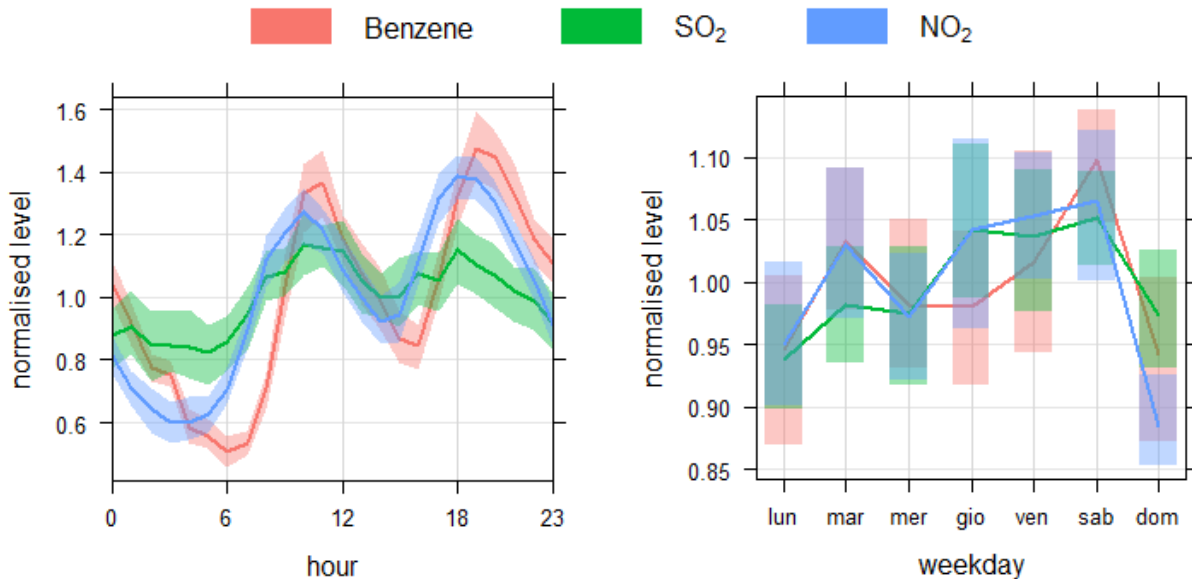 Benzene SO₂ NO₂
normalised level
1.6
1.4
1.2
1.0
0.8
0.6
0 6 12 18 23
hour
normalised level
1.10
1.05
1.00
0.95
0.90
0.85
lun mar mer gio ven sab dom
weekday